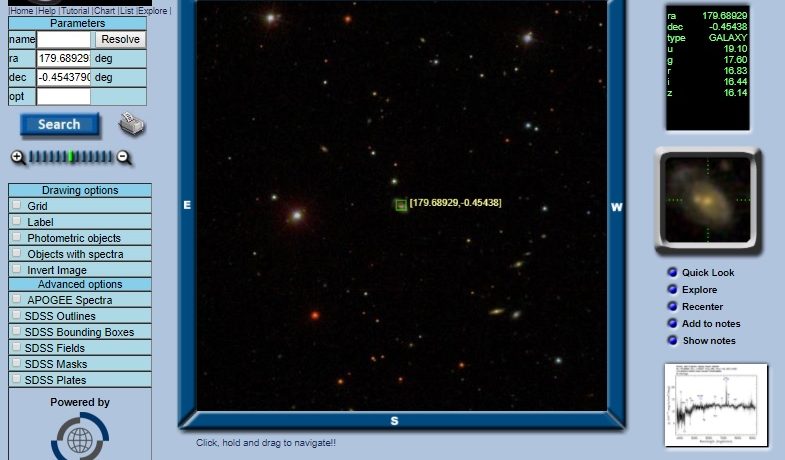 |Home |Help |Tutorial |Chart |List |Explore |
Parameters
name Resolve
ra 179.68929 deg
dec -0.4543790 deg
opt
Search
Drawing options
Grid
Label
Photometric objects
Objects with spectra
Invert Image
Advanced options
APOGEE Spectra
SDSS Outlines
SDSS Bounding Boxes
SDSS Fields
SDSS Masks
SDSS Plates
Powered by
E
[179.68929,-0.45438]
W
S
Click, hold and drag to navigate!!
ra 179.68929
dec -0.45438
type GALAXY
u 19.10
g 17.60
r 16.83
i 16.44
z 16.14
Quick Look
Explore
Recenter
Add to notes
Show notes